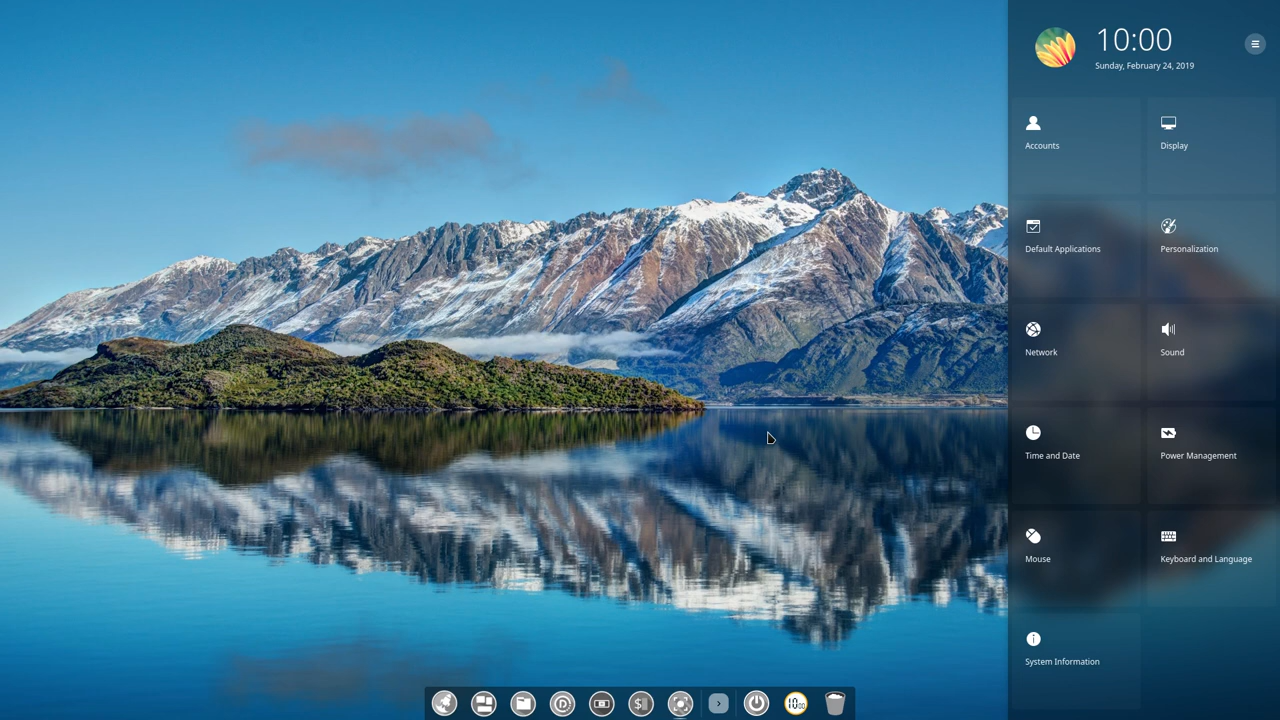 10:00
Sunday, February 24, 2019
Accounts
Display
Default Applications
Personalization
Network
Sound
Time and Date
Power Management
Mouse
Keyboard and Language
System Information
10:00